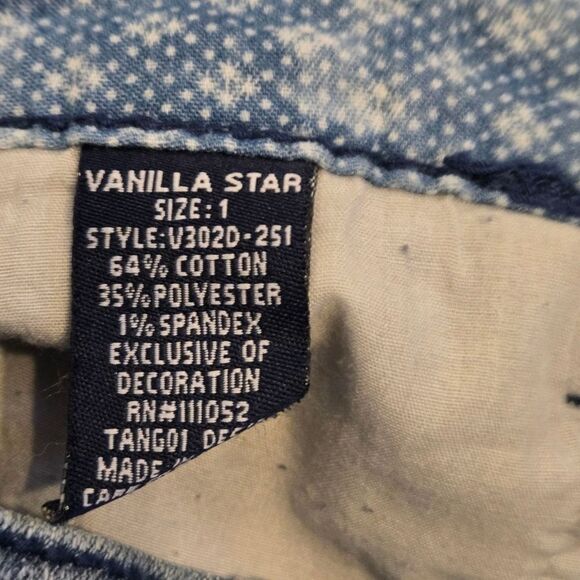 VANILLA STAR
SIZE: 1
STYLE:V302D-251
64% COTTON
35% POLYESTER
1% SPANDEX
EXCLUSIVE OF
DECORATION
RN#111052
TANG01
MADE